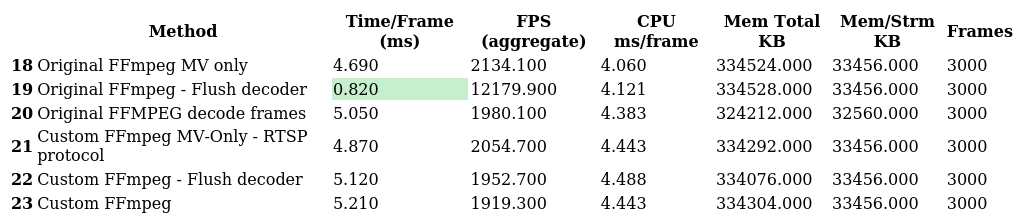 Method Time/Frame (ms) FPS (aggregate) CPU ms/frame Mem Total KB Mem/Strm KB Frames
18 Original FFmpeg MV only 4.690 2134.100 4.060 334524.000 33456.000 3000
19 Original FFmpeg - Flush decoder 0.820 12179.900 4.121 334528.000 33456.000 3000
20 Original FFMPEG decode frames 5.050 1980.100 4.383 324212.000 32560.000 3000
21 Custom FFmpeg MV-Only - RTSP protocol 4.870 2054.700 4.443 334292.000 33456.000 3000
22 Custom FFmpeg - Flush decoder 5.120 1952.700 4.488 334076.000 33456.000 3000
23 Custom FFmpeg 5.210 1919.300 4.443 334304.000 33456.000 3000